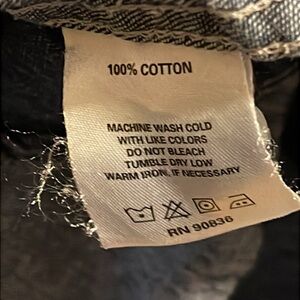 100% COTTON
MACHINE WASH COLD
WITH LIKE COLORS
DO NOT BLEACH
TUMBLE DRY LOW
WARM IRON, IF NECESSARY
RN 90836